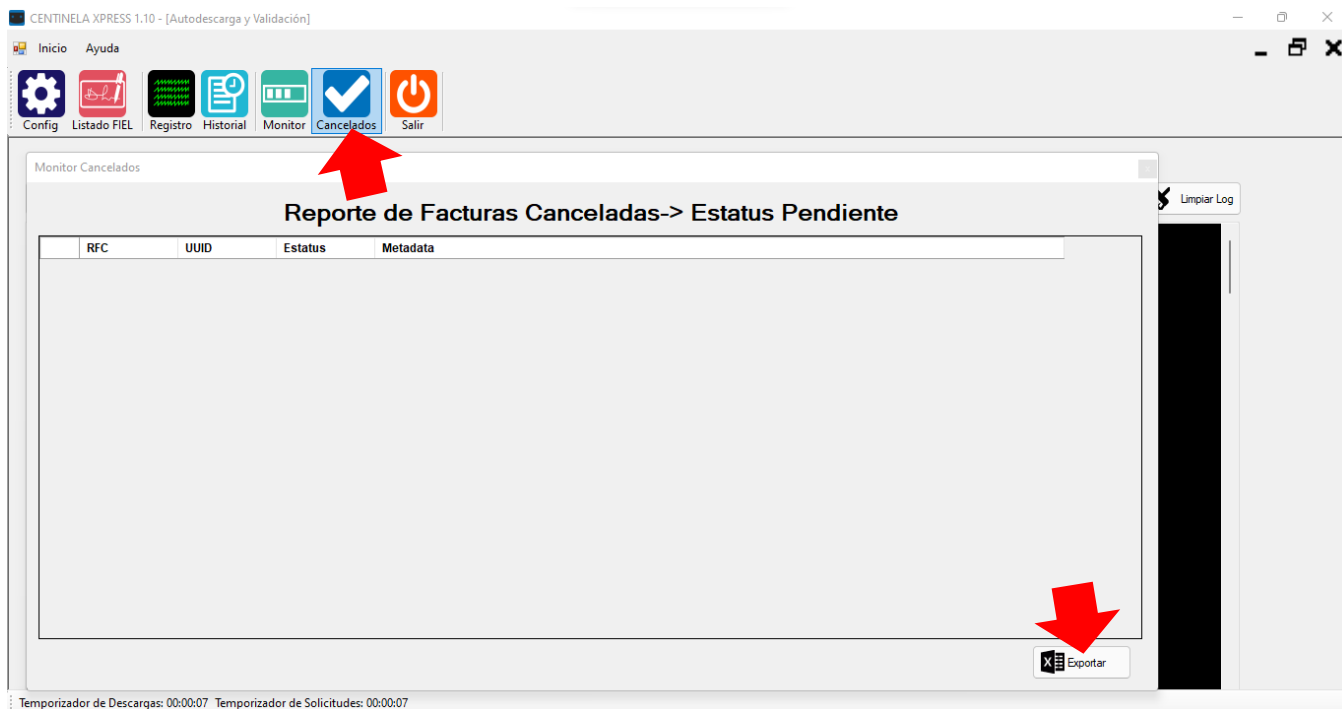 CENTINELA XPRESS 1.10 - [Autodescarga y Validación]
Inicio Ayuda
Config Listado FIEL Registro Historial Monitor Cancelados Salir
Monitor Cancelados
Limpiar Log
Reporte de Facturas Canceladas-> Estatus Pendiente
RFC UUID Estatus Metadata
Exportar
Temporizador de Descargas: 00:00:07 Temporizador de Solicitudes: 00:00:07